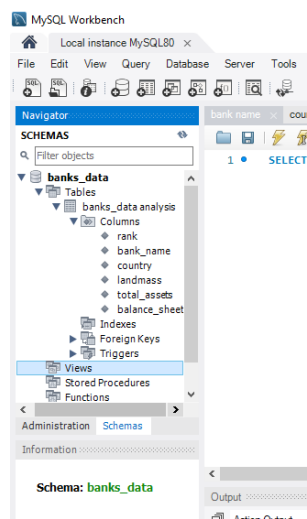 MySQL Workbench
Local instance MySQL80
File Edit View Query Database Server Tools
Navigator
bank name
SCHEMAS
Filter objects
1 SELECT
banks_data
Tables
banks_data analysis
Columns
rank
bank_name
country
landmass
total_assets
balance_sheet
Indexes
Foreign Keys
Triggers
Views
Stored Procedures
Functions
Administration Schemas
Information
Schema: banks_data
Output
Action Output